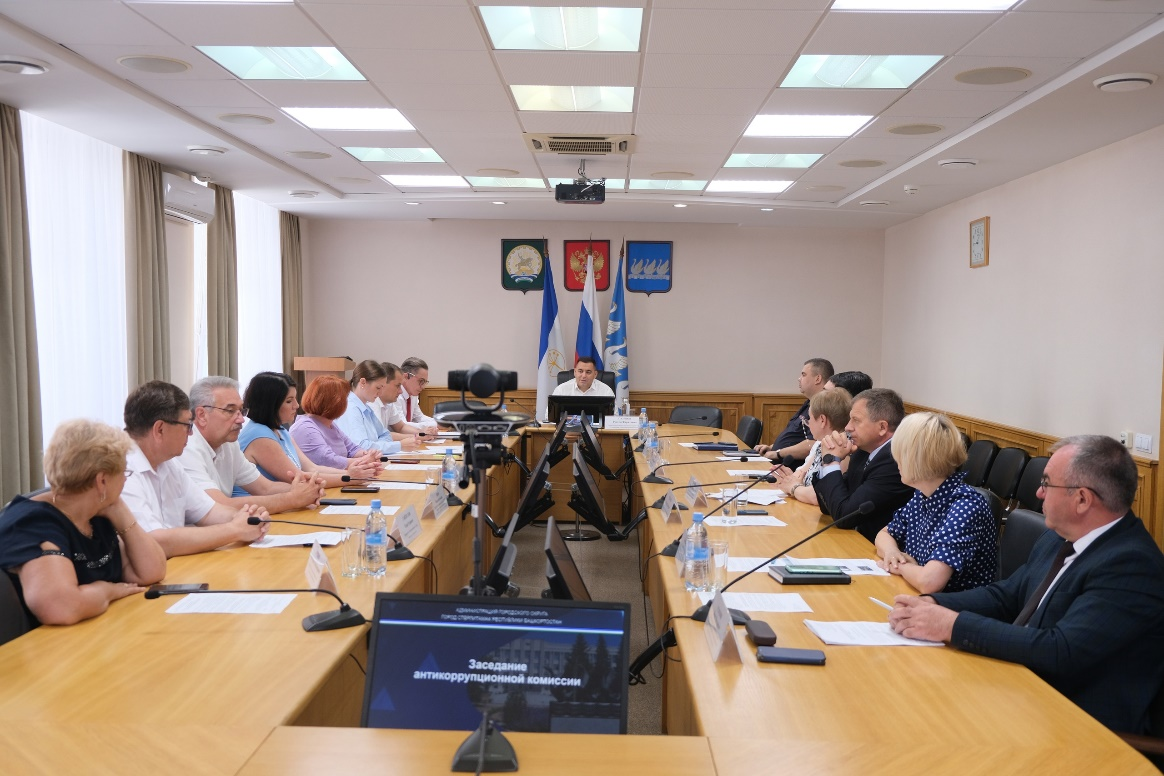 АДМИНИСТРАЦИЯ ГОРОДСКОГО ОКРУГА
ГОРОД СТЕРЛИТАМАК РЕСПУБЛИКИ БАШКОРТОСТАН
Заседание
антикоррупционной комиссии